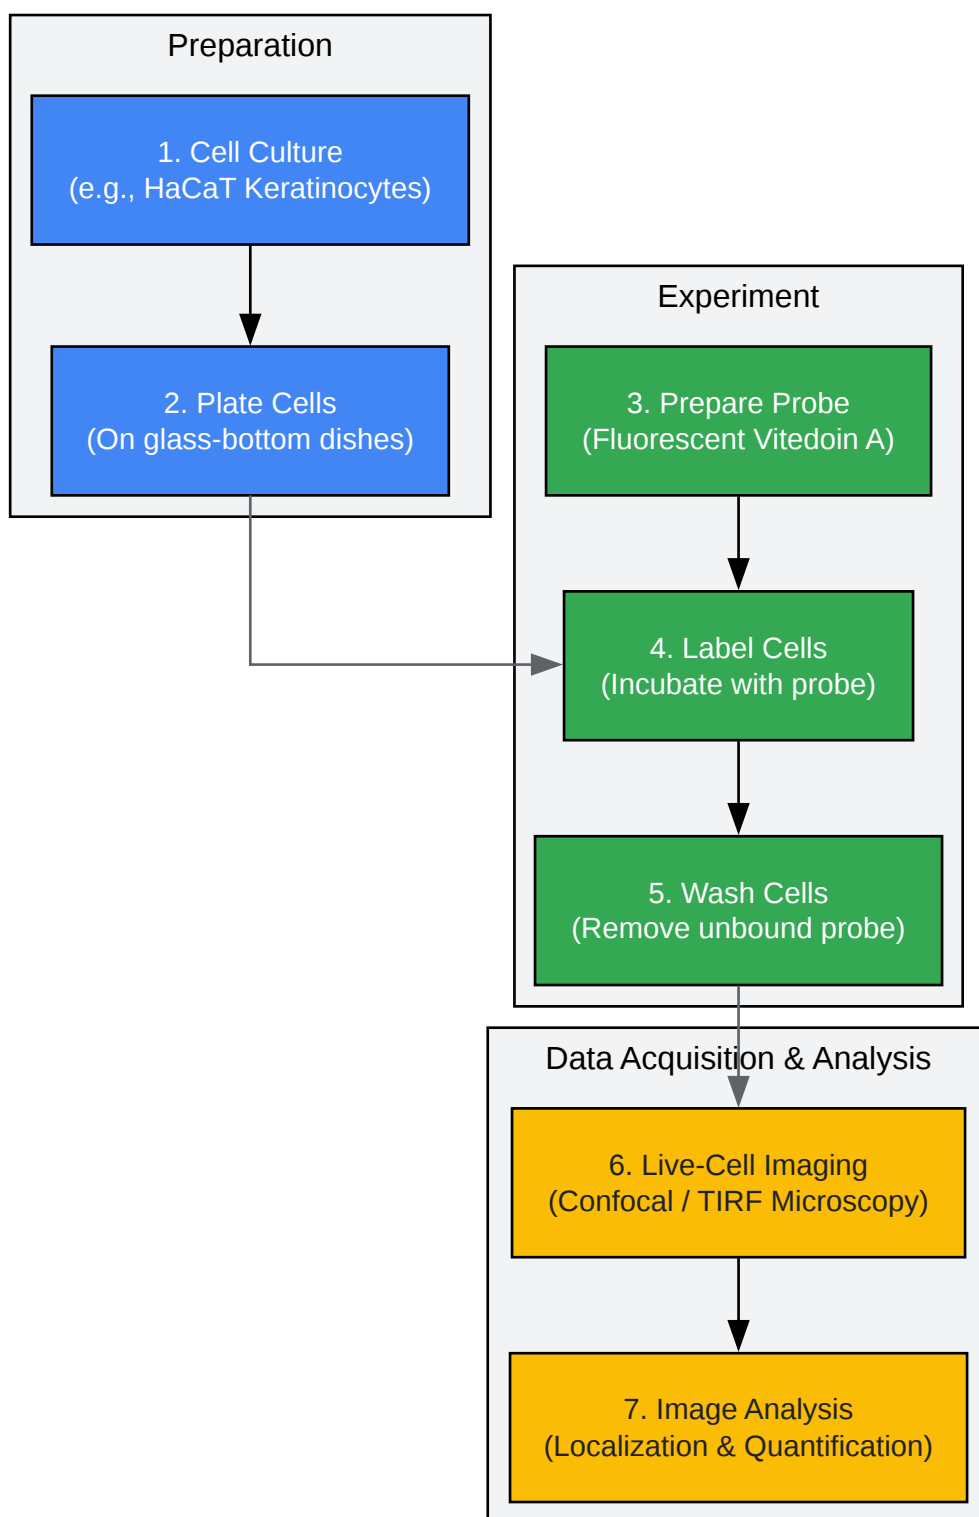 Preparation
1. Cell Culture
(e.g., HaCaT Keratinocytes)
2. Plate Cells
(On glass-bottom dishes)
Experiment
3. Prepare Probe
(Fluorescent Vitedoin A)
4. Label Cells
(Incubate with probe)
5. Wash Cells
(Remove unbound probe)
Data Acquisition & Analysis
6. Live-Cell Imaging
(Confocal / TIRF Microscopy)
7. Image Analysis
(Localization & Quantification)